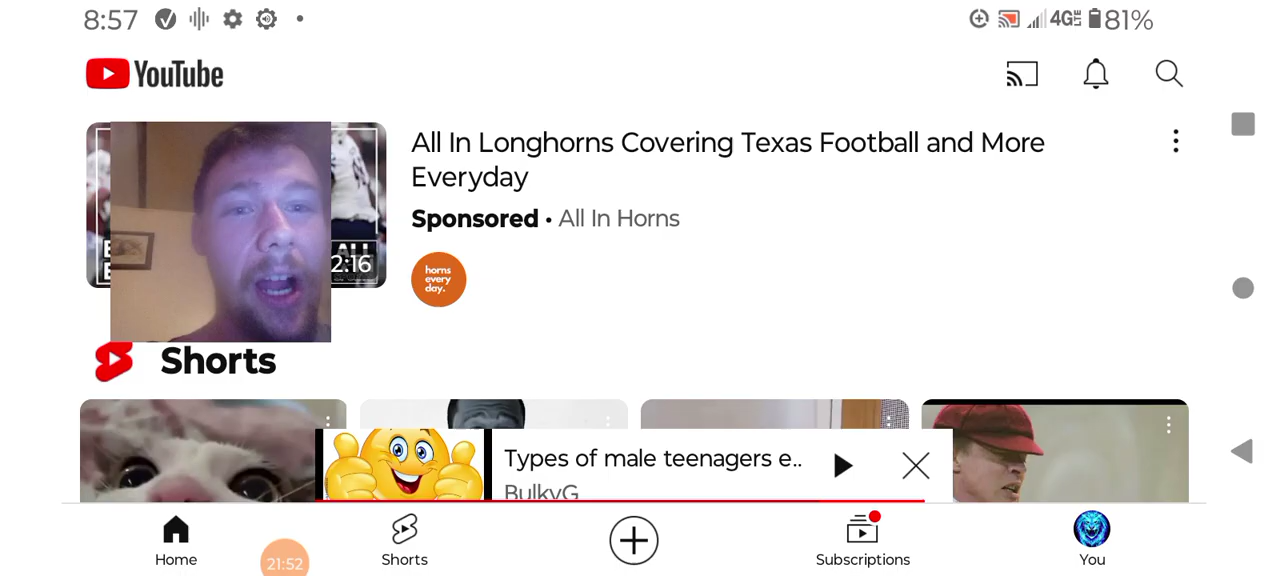 8:57
4G LTE 81%
YouTube
All In Longhorns Covering Texas Football and More
Everyday
Sponsored • All In Horns
2:16
horns
every
day.
Shorts
Types of male teenagers e..
BulkyG
Home
21:52
Shorts
Subscriptions
You